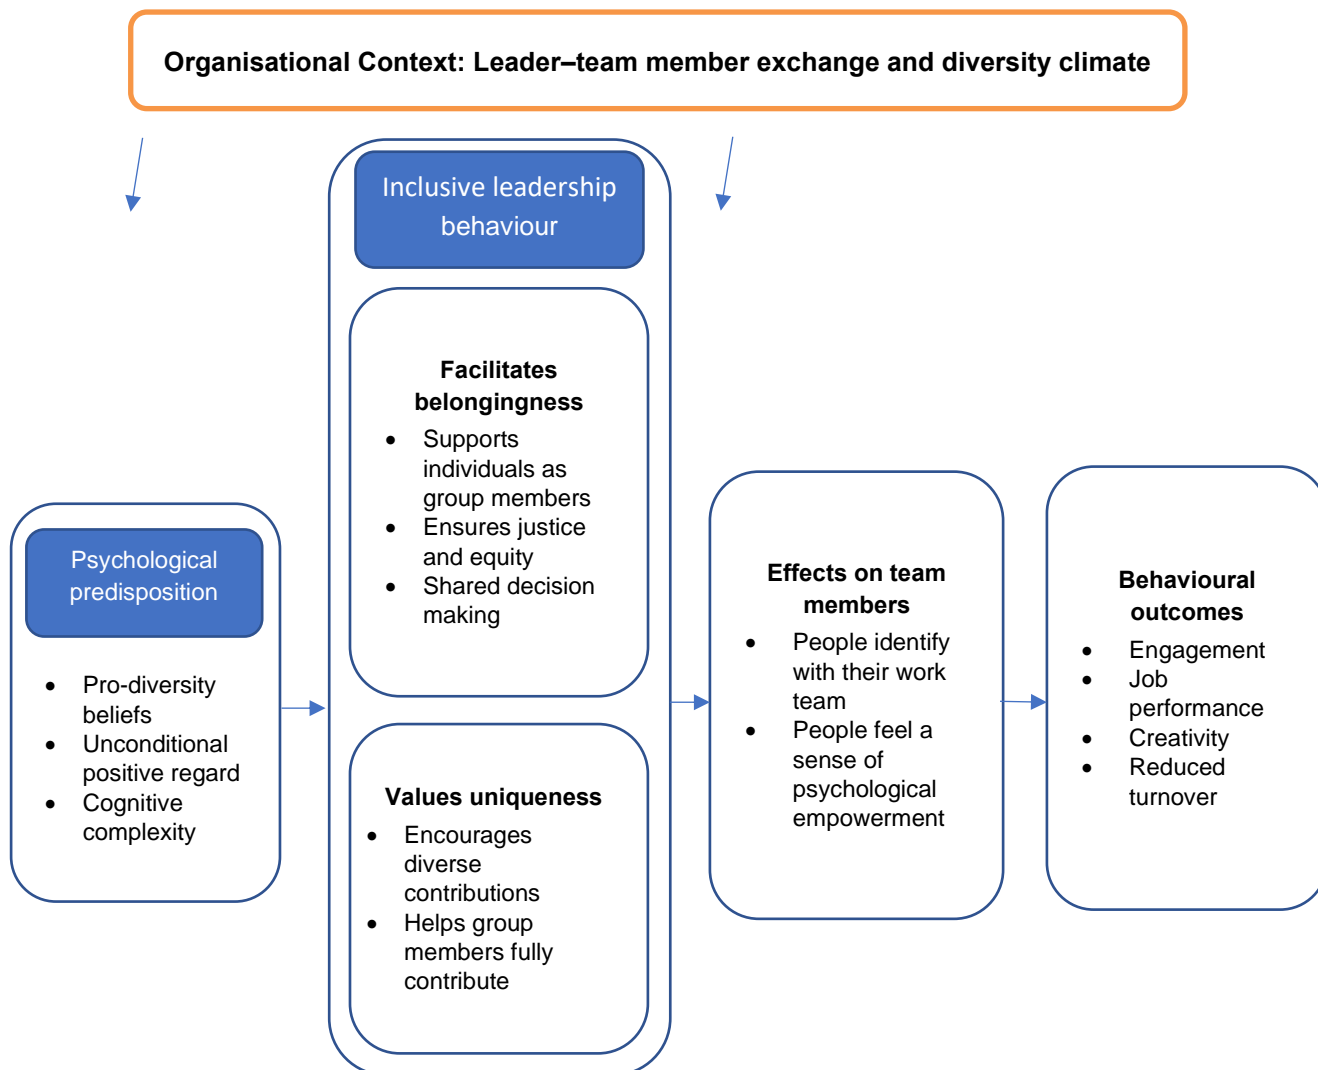 Organisational Context: Leader–team member exchange and diversity climate
Inclusive leadership
behaviour
Facilitates
belongingness
• Supports
individuals as
group members
• Ensures justice
and equity
• Shared decision
making
Values uniqueness
• Encourages
diverse
contributions
• Helps group
members fully
contribute
Psychological
predisposition
• Pro-diversity
beliefs
• Unconditional
positive regard
• Cognitive
complexity
Effects on team
members
• People identify
with their work
team
• People feel a
sense of
psychological
empowerment
Behavioural
outcomes
• Engagement
• Job
performance
• Creativity
• Reduced
turnover